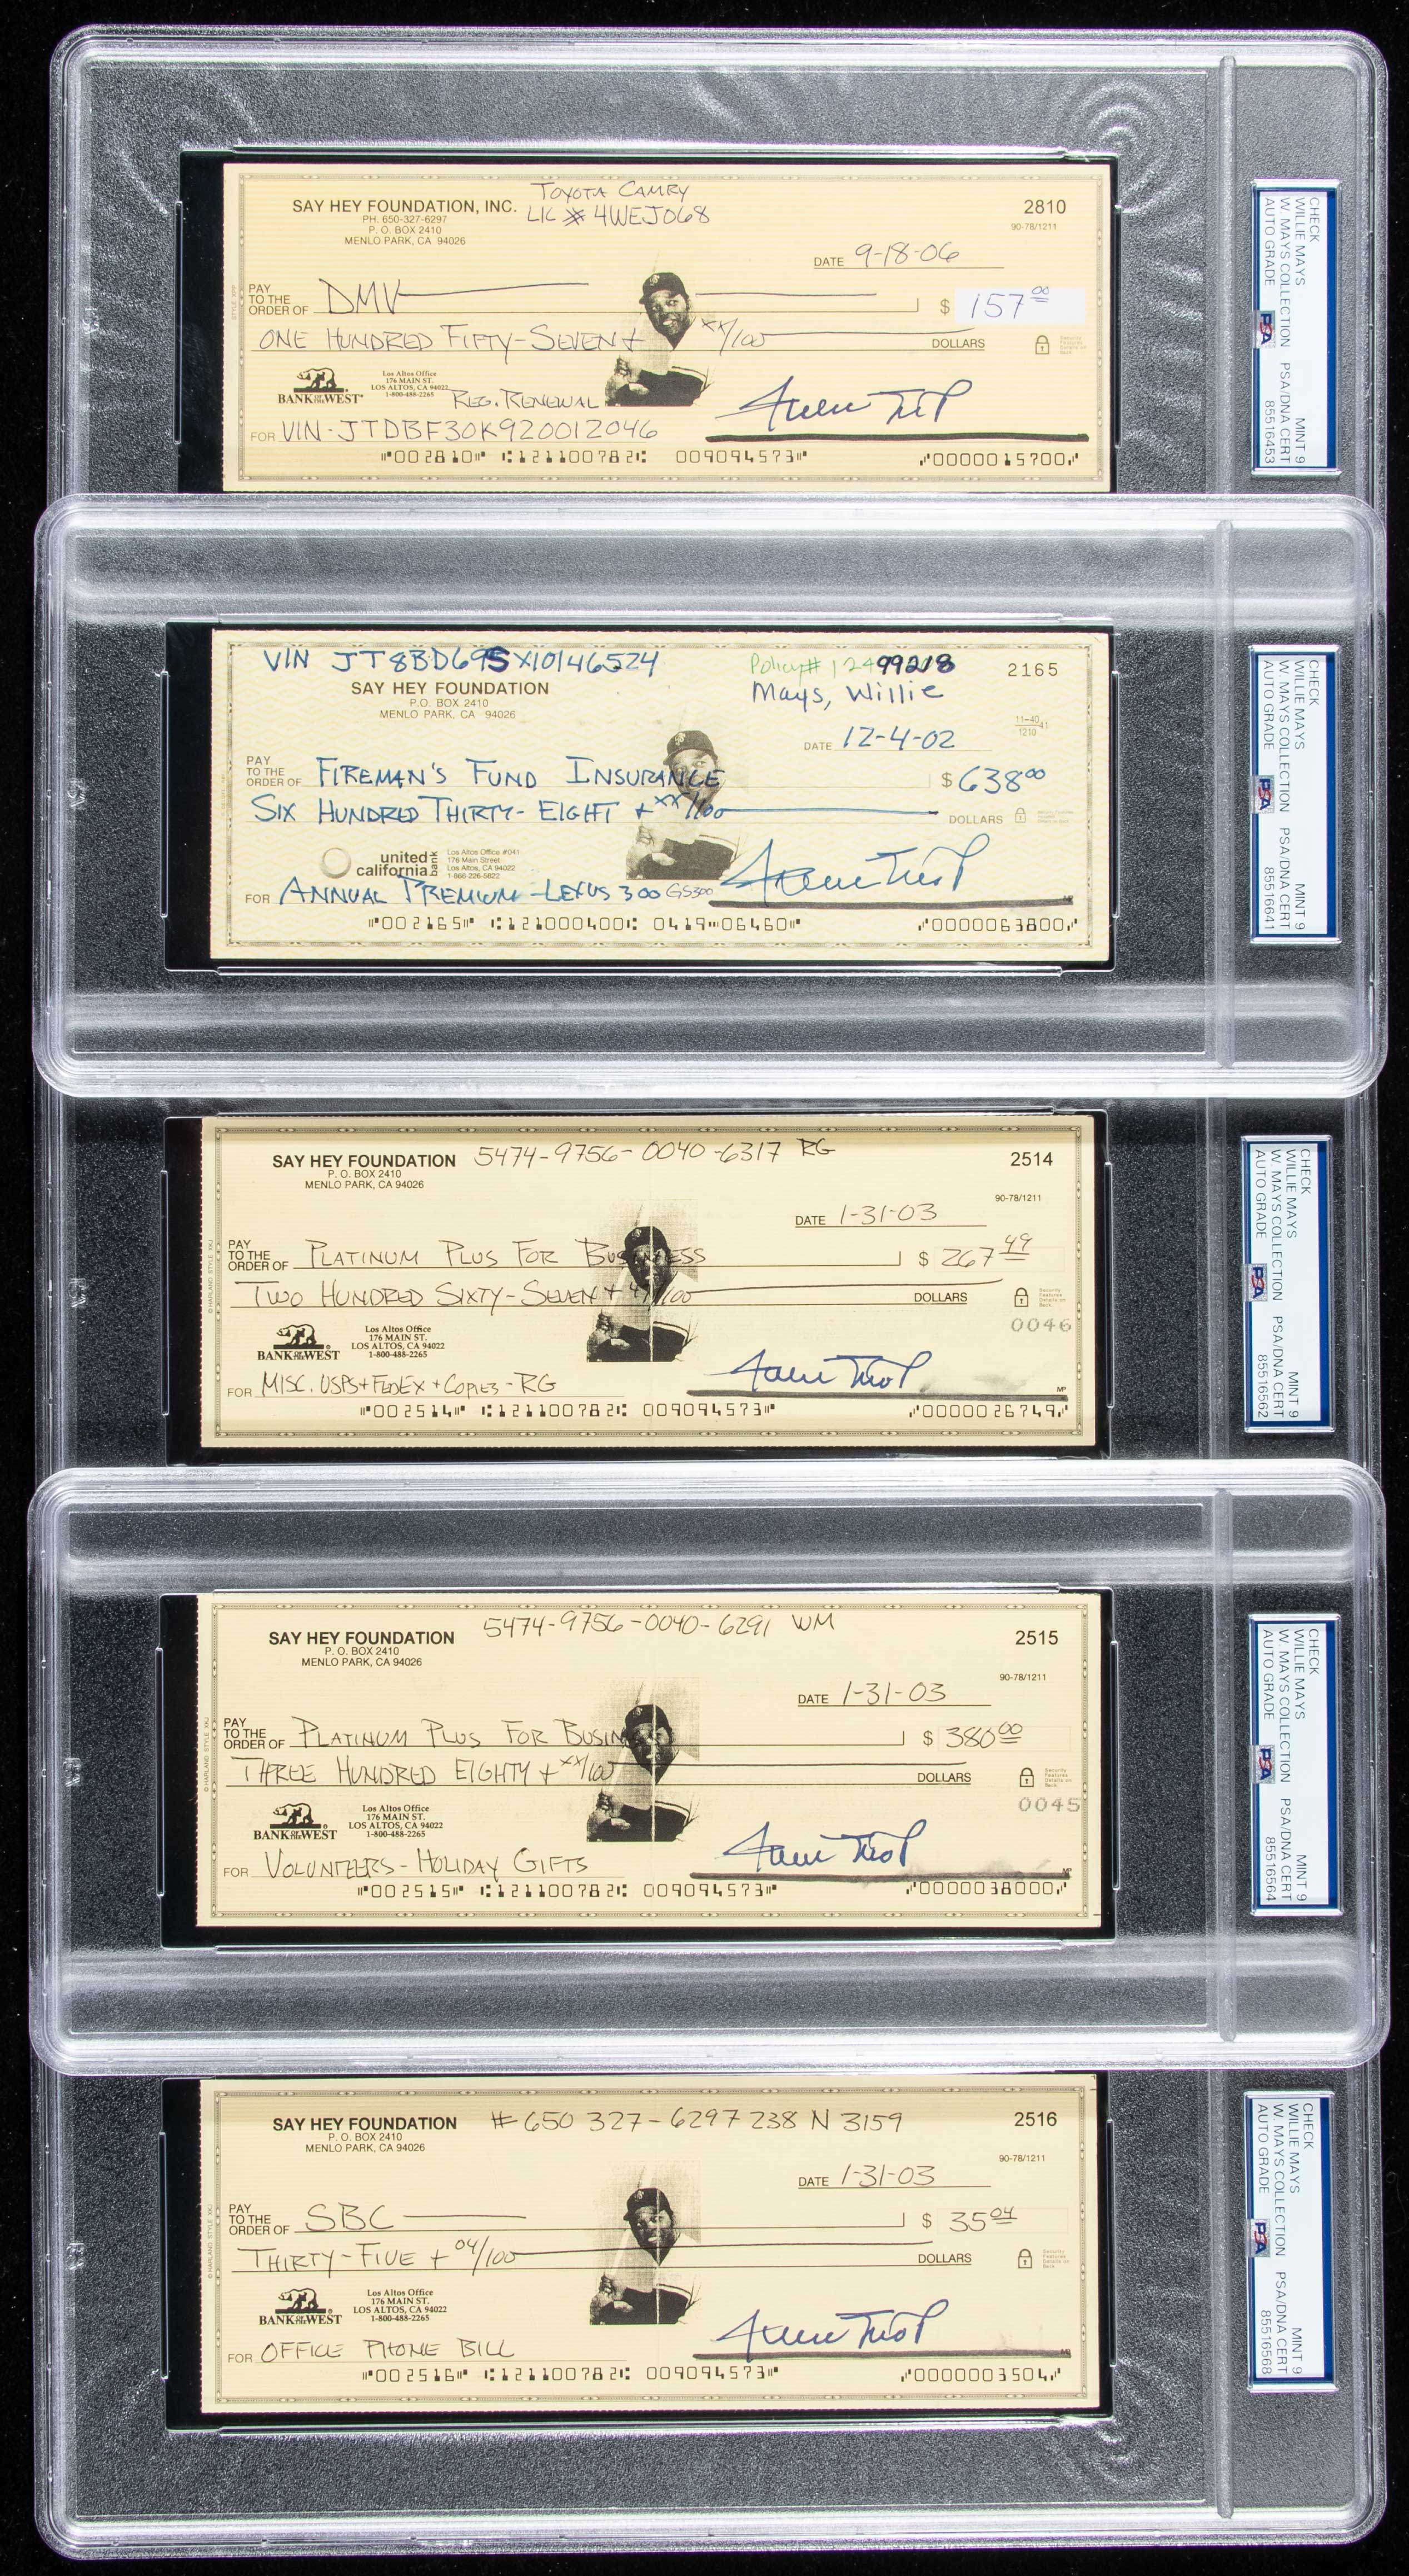 TOYOTA CAMRY
SAY HEY FOUNDATION, INC. LIC # 4WEJ068 2810
PH. 650-327-6297
P. O. BOX 2410
MENLO PARK, CA 94026
90-78/1211
DATE 9-18-06
PAY TO THE ORDER OF DMV $ 157 00
ONE HUNDRED FIFTY-SEVEN + XX/100 DOLLARS
Los Altos Office
176 MAIN ST.
LOS ALTOS, CA 94022
1-800-488-2265
BANK OF THE WEST
REG. RENEWAL
FOR VIN-JTDBF30K920012046
⑈002810⑈ ⑆121100782⑆ 009094573⑈ ⑇0000015700⑇
CHECK MINT 9
WILLIE MAYS
W. MAYS COLLECTION PSA/DNA CERT
AUTO GRADE PSA 85516453
VIN JT8BD69SX10146524 Policy# 12499218 2165
SAY HEY FOUNDATION Mays, Willie
P.O. BOX 2410
MENLO PARK, CA 94026
11-40/1210 41
DATE 12-4-02
PAY TO THE ORDER OF FIREMAN'S FUND INSURANCE $ 638 00
SIX HUNDRED THIRTY-EIGHT + XX/100 DOLLARS
united california bank
Los Altos Office #041
176 Main Street
Los Altos, CA 94022
1-866-226-5822
FOR ANNUAL PREMIUM - LEXUS 300 GS300
⑈002165⑈ ⑆121000400⑆ 0419⑉06460⑈ ⑇0000063800⑇
CHECK MINT 9
WILLIE MAYS
W. MAYS COLLECTION PSA/DNA CERT
AUTO GRADE PSA 85516641
SAY HEY FOUNDATION 5474-9756-0040-6317 RG 2514
P. O. BOX 2410
MENLO PARK, CA 94026
90-78/1211
DATE 1-31-03
PAY TO THE ORDER OF PLATINUM PLUS FOR BUSINESS $ 267 49
TWO HUNDRED SIXTY-SEVEN + 49/100 DOLLARS
0046
Los Altos Office
176 MAIN ST.
LOS ALTOS, CA 94022
1-800-488-2265
BANK OF THE WEST
FOR MISC. USPS + FEDEX + COPIES - RG
⑈002514⑈ ⑆121100782⑆ 009094573⑈ ⑇0000026749⑇
CHECK MINT 9
WILLIE MAYS
W. MAYS COLLECTION PSA/DNA CERT
AUTO GRADE PSA 85516562
SAY HEY FOUNDATION 5474-9756-0040-6291 WM 2515
P. O. BOX 2410
MENLO PARK, CA 94026
90-78/1211
DATE 1-31-03
PAY TO THE ORDER OF PLATINUM PLUS FOR BUSINESS $ 380 00
THREE HUNDRED EIGHTY + XX/100 DOLLARS
0045
Los Altos Office
176 MAIN ST.
LOS ALTOS, CA 94022
1-800-488-2265
BANK OF THE WEST
FOR VOLUNTEERS - HOLIDAY GIFTS
⑈002515⑈ ⑆121100782⑆ 009094573⑈ ⑇0000038000⑇
CHECK MINT 9
WILLIE MAYS
W. MAYS COLLECTION PSA/DNA CERT
AUTO GRADE PSA 85516564
SAY HEY FOUNDATION # 650 327-6297 238 N 3159 2516
P. O. BOX 2410
MENLO PARK, CA 94026
90-78/1211
DATE 1-31-03
PAY TO THE ORDER OF SBC $ 35 04
THIRTY-FIVE + 04/100 DOLLARS
Los Altos Office
176 MAIN ST.
LOS ALTOS, CA 94022
1-800-488-2265
BANK OF THE WEST
FOR OFFICE PHONE BILL
⑈002516⑈ ⑆121100782⑆ 009094573⑈ ⑇0000003504⑇
CHECK MINT 9
WILLIE MAYS
W. MAYS COLLECTION PSA/DNA CERT
AUTO GRADE PSA 85516568